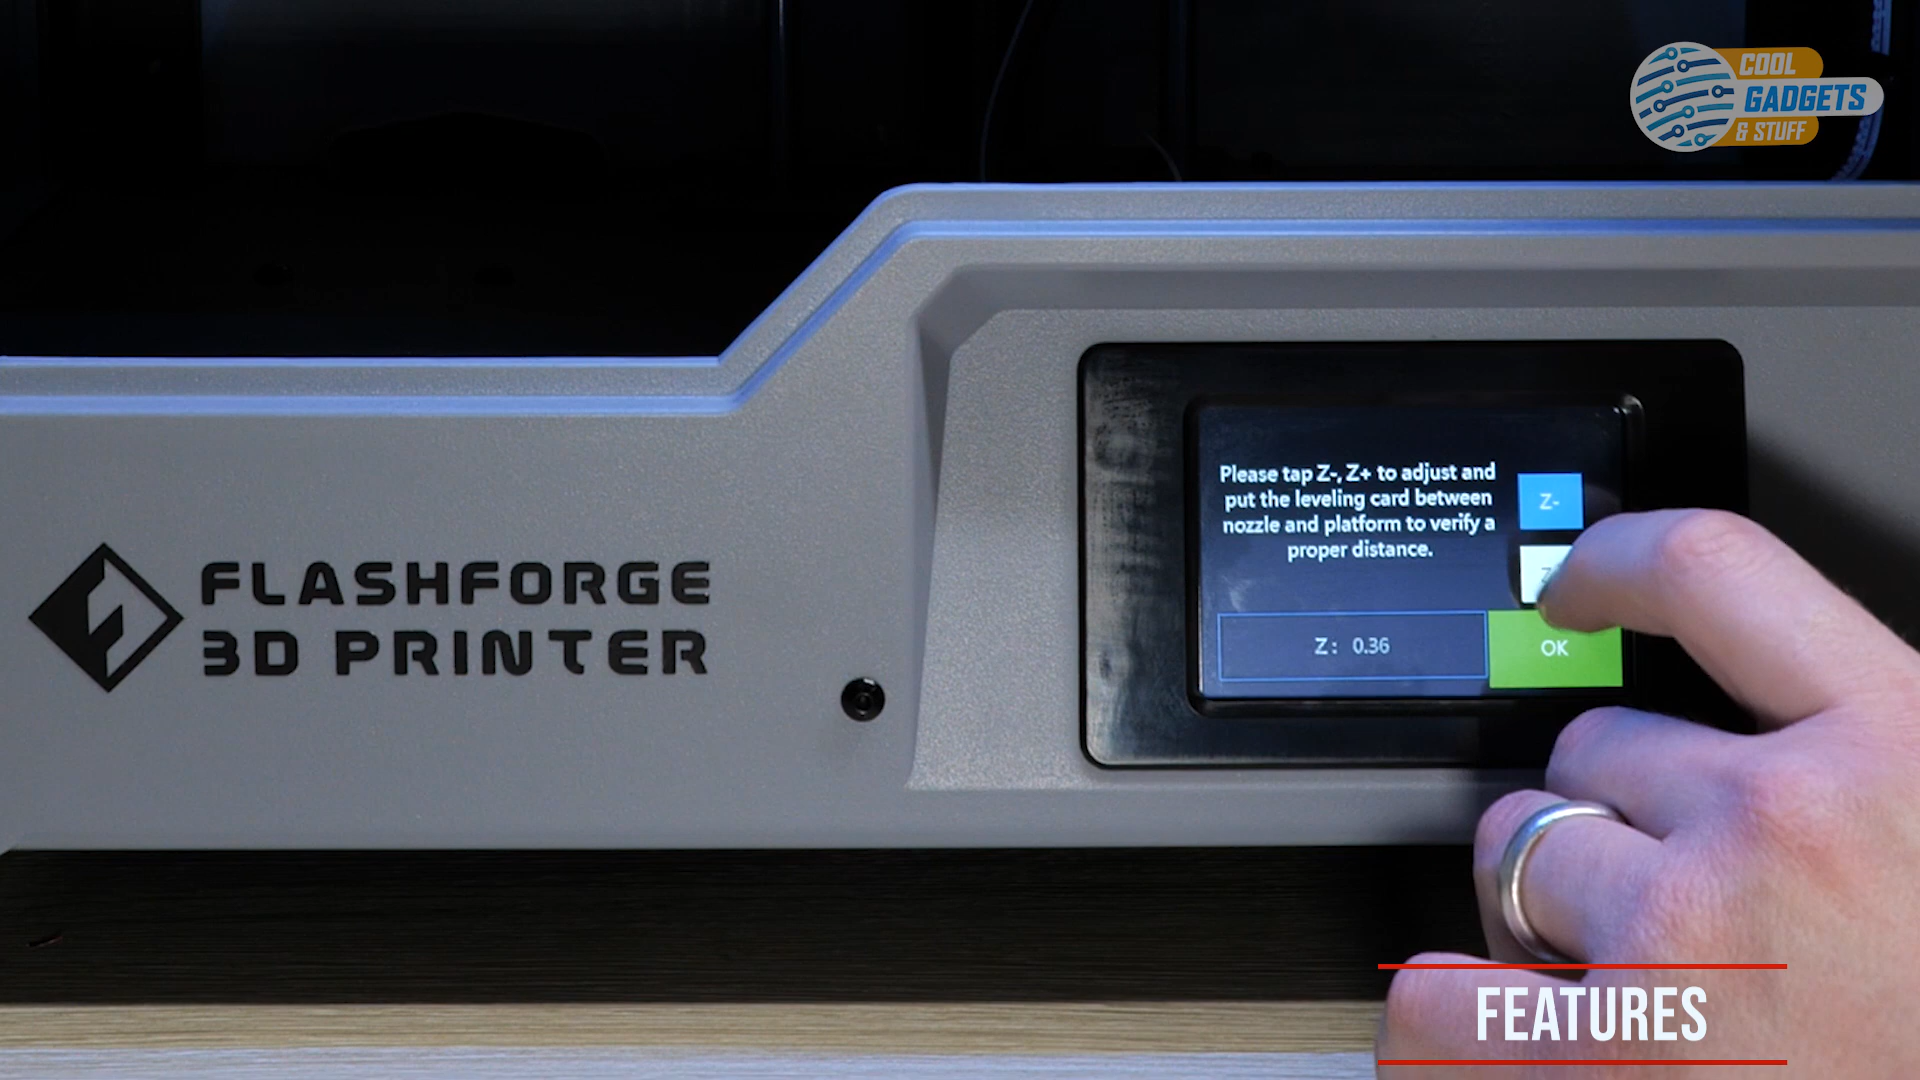 COOL
GADGETS
& STUFF
Please tap Z-, Z+ to adjust and
put the leveling card between
nozzle and platform to verify a
proper distance.
Z-
Z: 0.36
OK
FLASHFORGE
3D PRINTER
FEATURES